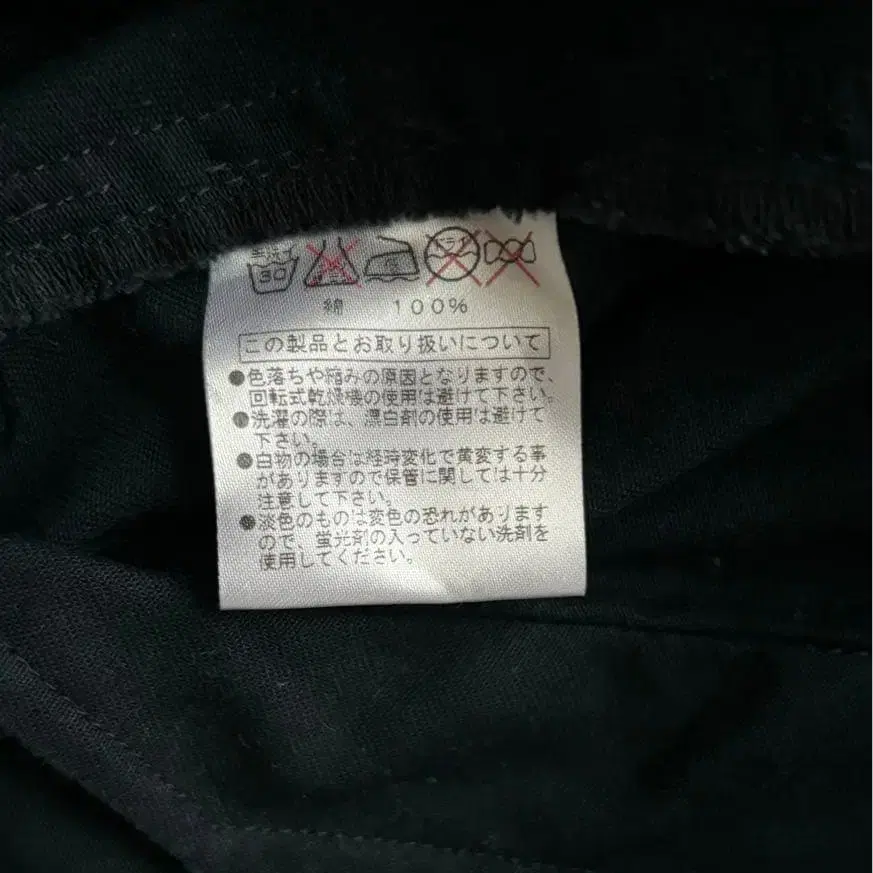 30
ドライ
綿 100%
この製品とお取り扱いについて
●色落ちや縮みの原因となりますので、
回転式乾燥機の使用は避けて下さい。
●洗濯の際は、漂白剤の使用は避けて
下さい。
●白物の場合は経時変化で黄変する事
がありますので保管に関しては十分
注意して下さい。
●淡色のものは変色の恐れがあります
ので、蛍光剤の入っていない洗剤を
使用してください。